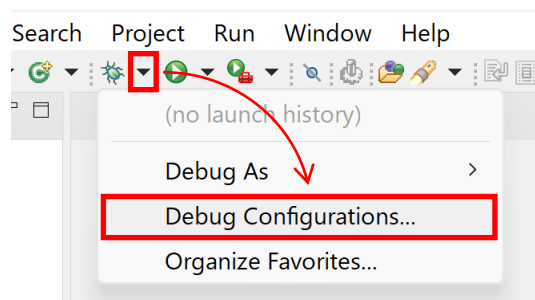 Search Project Run Window Help
(no launch history)
Debug As
Debug Configurations...
Organize Favorites...